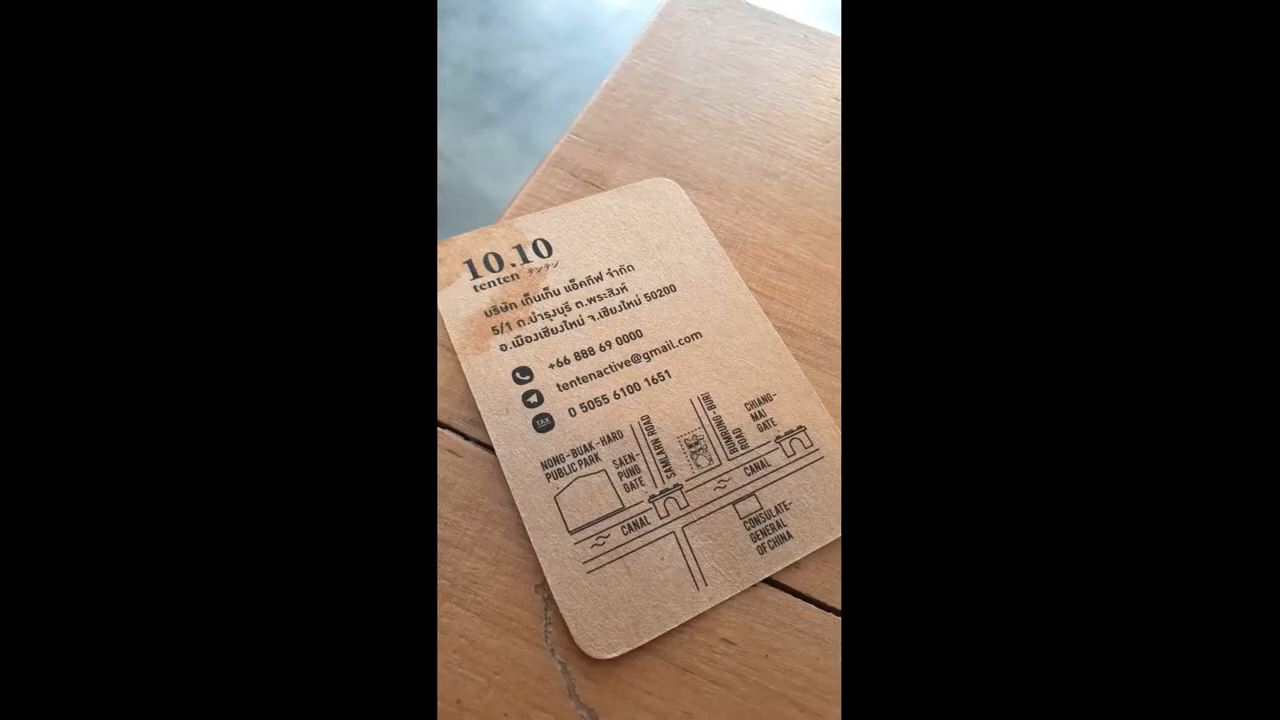 10.10
tenten テンテン
บริษัท เท็นเท็น แอ็คทีฟ จำกัด
5/1 ถ.บำรุงบุรี ต.พระสิงห์
อ.เมืองเชียงใหม่ จ.เชียงใหม่ 50200
+66 888 69 0000
tentenactive@gmail.com
TAX
0 5055 6100 1651
NONG-BUAK-HARD
PUBLIC PARK
SAEN-
PUNG
GATE
SAMLARN ROAD
BUMRUNG-BURI
ROAD
CHIANG-
MAI
GATE
CANAL
CANAL
CONSULATE-
GENERAL
OF CHINA